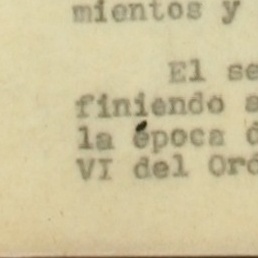 mientos y
El se
finiendo
la época d
VI del Ord